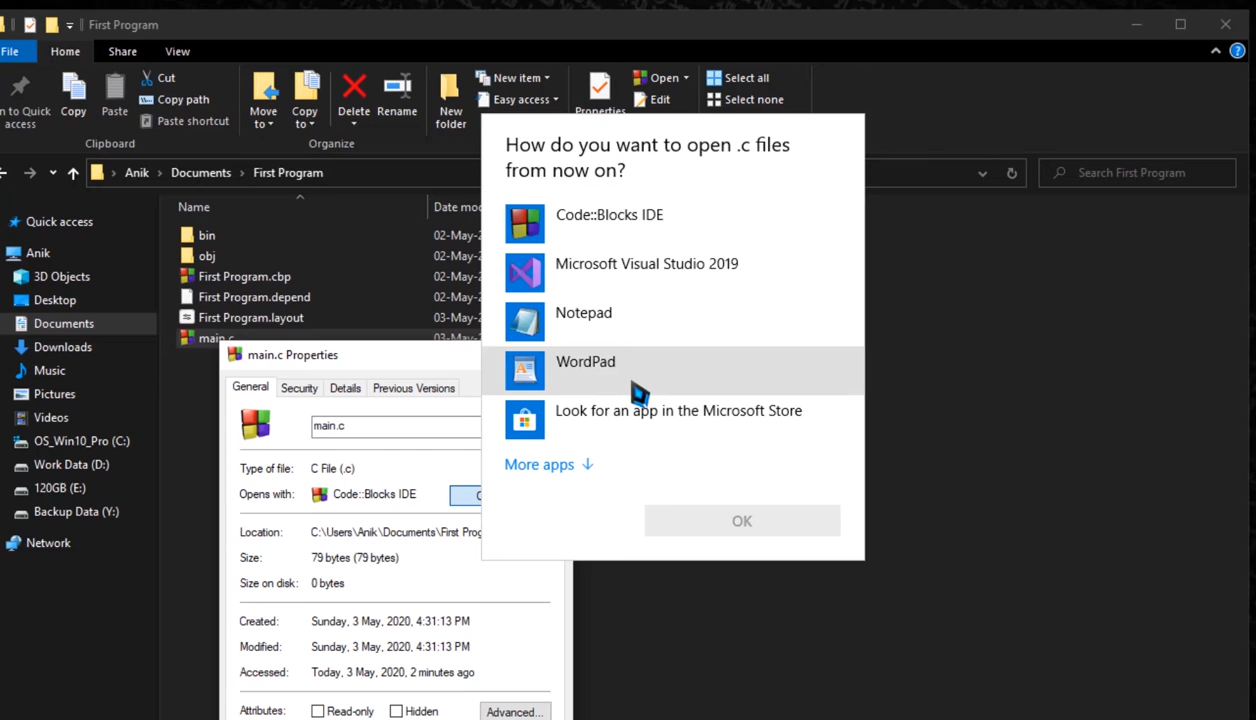 First Program
File Home Share View
Cut
Copy path
Paste shortcut
Copy
Paste
access
Clipboard
Move to
Copy to
Delete
Rename
Organize
New folder
New item
Easy access
Properties
Open
Edit
Select all
Select none
Anik > Documents > First Program
Search First Program
Quick access
Anik
3D Objects
Desktop
Documents
Downloads
Music
Pictures
Videos
OS_Win10_Pro (C:)
Work Data (D:)
120GB (E:)
Backup Data (Y:)
Network
Name
bin 02-May-2
obj 02-May-2
First Program.cbp 02-May-2
First Program.depend 02-May-2
First Program.layout 03-May-2
main.c 03-May-2
main.c Properties
General Security Details Previous Versions
main.c
Type of file: C File (.c)
Opens with: Code::Blocks IDE
Location: C:\Users\Anik\Documents\First Prog
Size: 79 bytes (79 bytes)
Size on disk: 0 bytes
Created: Sunday, 3 May, 2020, 4:31:13 PM
Modified: Sunday, 3 May, 2020, 4:31:13 PM
Accessed: Today, 3 May, 2020, 2 minutes ago
Attributes: Read-only Hidden Advanced...
How do you want to open .c files
from now on?
Code::Blocks IDE
Microsoft Visual Studio 2019
Notepad
WordPad
Look for an app in the Microsoft Store
More apps
OK